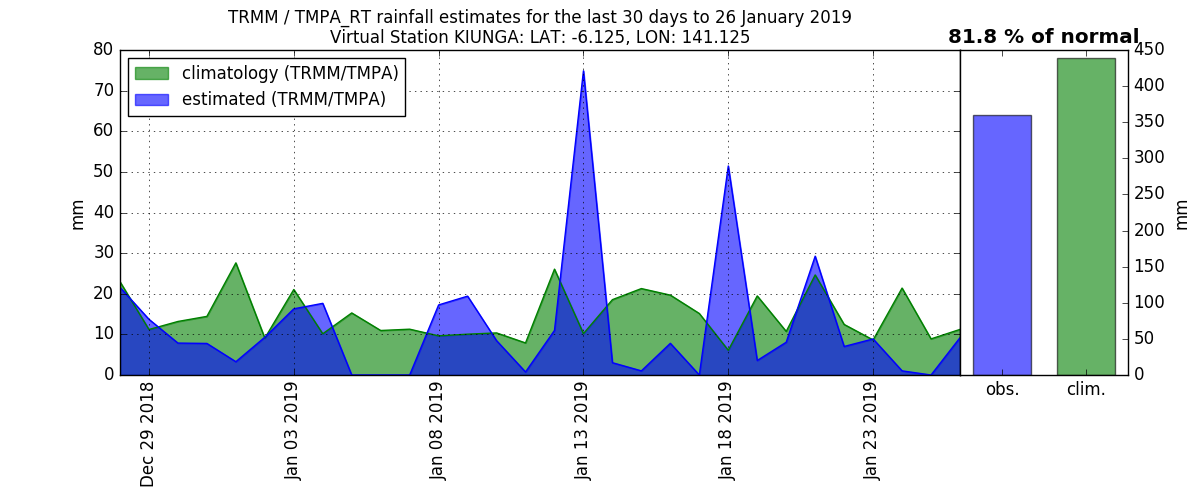 TRMM / TMPA_RT rainfall estimates for the last 30 days to 26 January 2019
Virtual Station KIUNGA: LAT: -6.125, LON: 141.125
81.8 % of normal
climatology (TRMM/TMPA)
estimated (TRMM/TMPA)
mm
80
70
60
50
40
30
20
10
0
Dec 29 2018
Jan 03 2019
Jan 08 2019
Jan 13 2019
Jan 18 2019
Jan 23 2019
450
400
350
300
250
200
150
100
50
0
mm
obs.
clim.